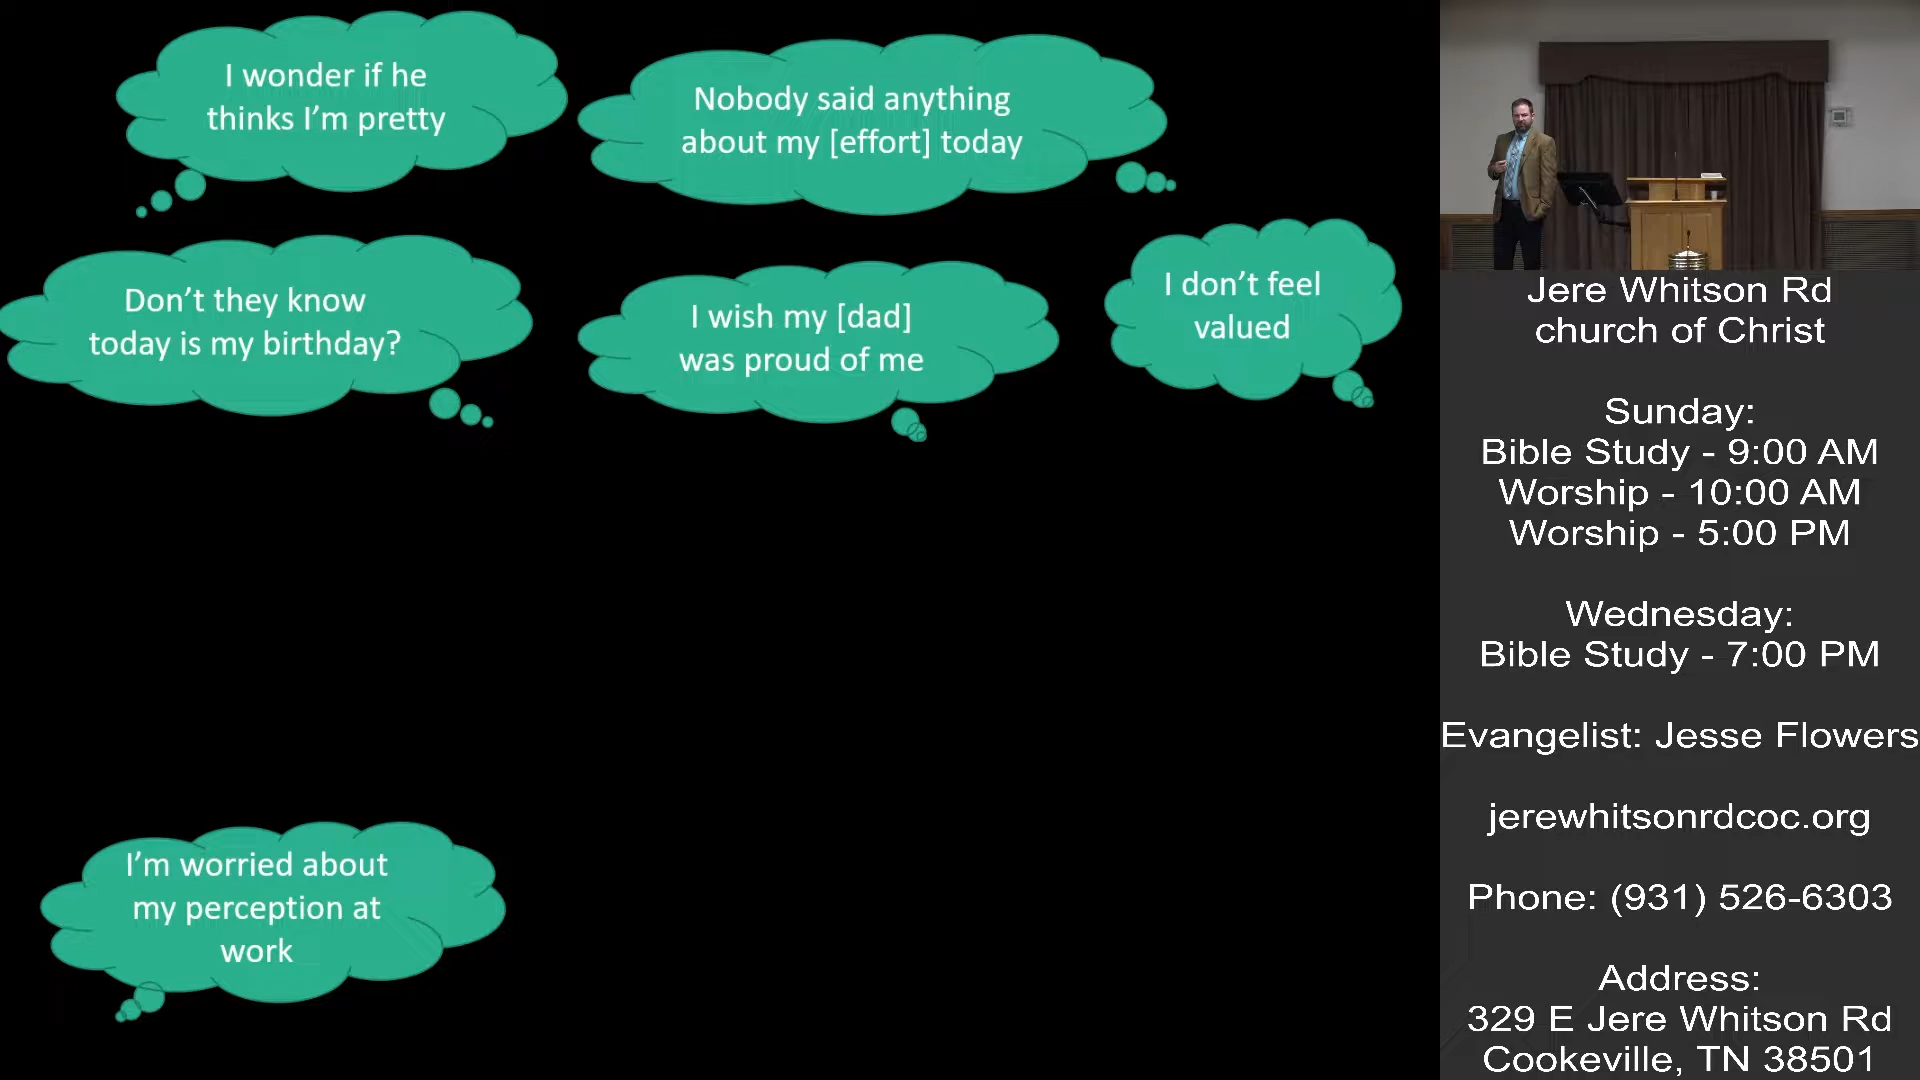 I wonder if he
thinks I’m pretty
Nobody said anything
about my [effort] today
Don’t they know
today is my birthday?
I wish my [dad]
was proud of me
I don’t feel
valued
I’m worried about
my perception at
work
Jere Whitson Rd
church of Christ
Sunday:
Bible Study - 9:00 AM
Worship - 10:00 AM
Worship - 5:00 PM
Wednesday:
Bible Study - 7:00 PM
Evangelist: Jesse Flowers
jerewhitsonrdcoc.org
Phone: (931) 526-6303
Address:
329 E Jere Whitson Rd
Cookeville, TN 38501